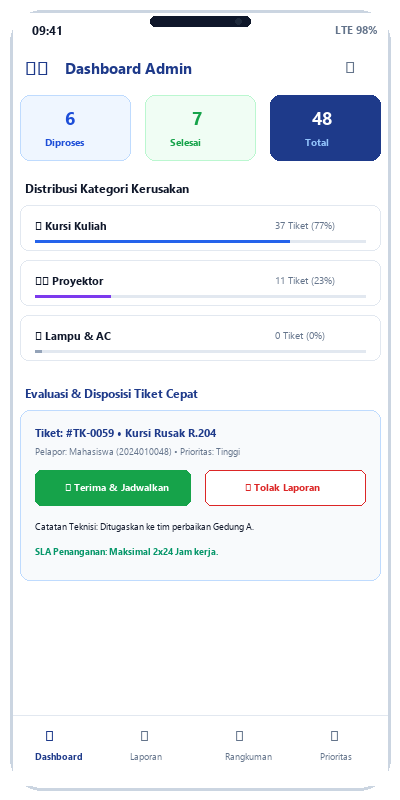 09:41
LTE 98%
Dashboard Admin
6
Diproses
7
Selesai
48
Total
Distribusi Kategori Kerusakan
Kursi Kuliah
37 Tiket (77%)
Proyektor
11 Tiket (23%)
Lampu & AC
0 Tiket (0%)
Evaluasi & Disposisi Tiket Cepat
Tiket: #TK-0059 • Kursi Rusak R.204
Pelapor: Mahasiswa (2024010048) • Prioritas: Tinggi
Terima & Jadwalkan
Tolak Laporan
Catatan Teknisi: Ditugaskan ke tim perbaikan Gedung A.
SLA Penanganan: Maksimal 2x24 Jam kerja.
Dashboard
Laporan
Rangkuman
Prioritas